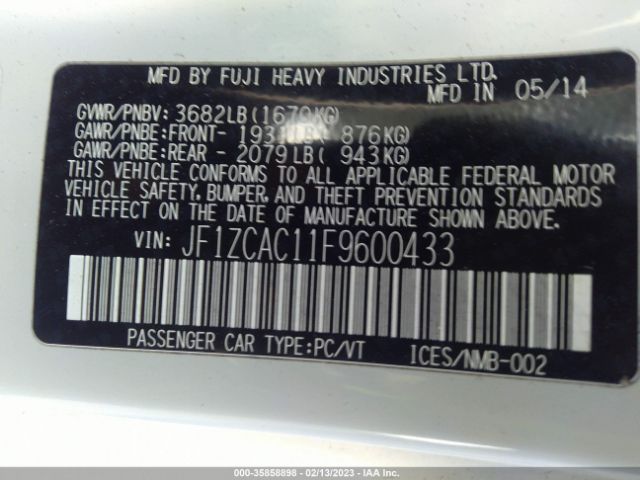 MFD BY FUJI HEAVY INDUSTRIES LTD.
MFD IN 05/14
GVWR/PNBV: 3682LB(1670KG)
GAWR/PNBE:FRONT- 1931LB( 876KG)
GAWR/PNBE:REAR - 2079LB( 943KG)
THIS VEHICLE CONFORMS TO ALL APPLICABLE FEDERAL MOTOR
VEHICLE SAFETY, BUMPER, AND THEFT PREVENTION STANDARDS
IN EFFECT ON THE DATE OF MANUFACTURE SHOWN ABOVE.
VIN: JF1ZCAC11F9600433
PASSENGER CAR TYPE:PC/VT ICES/NMB-002
000-35858898 - 02/13/2023 - IAA Inc.